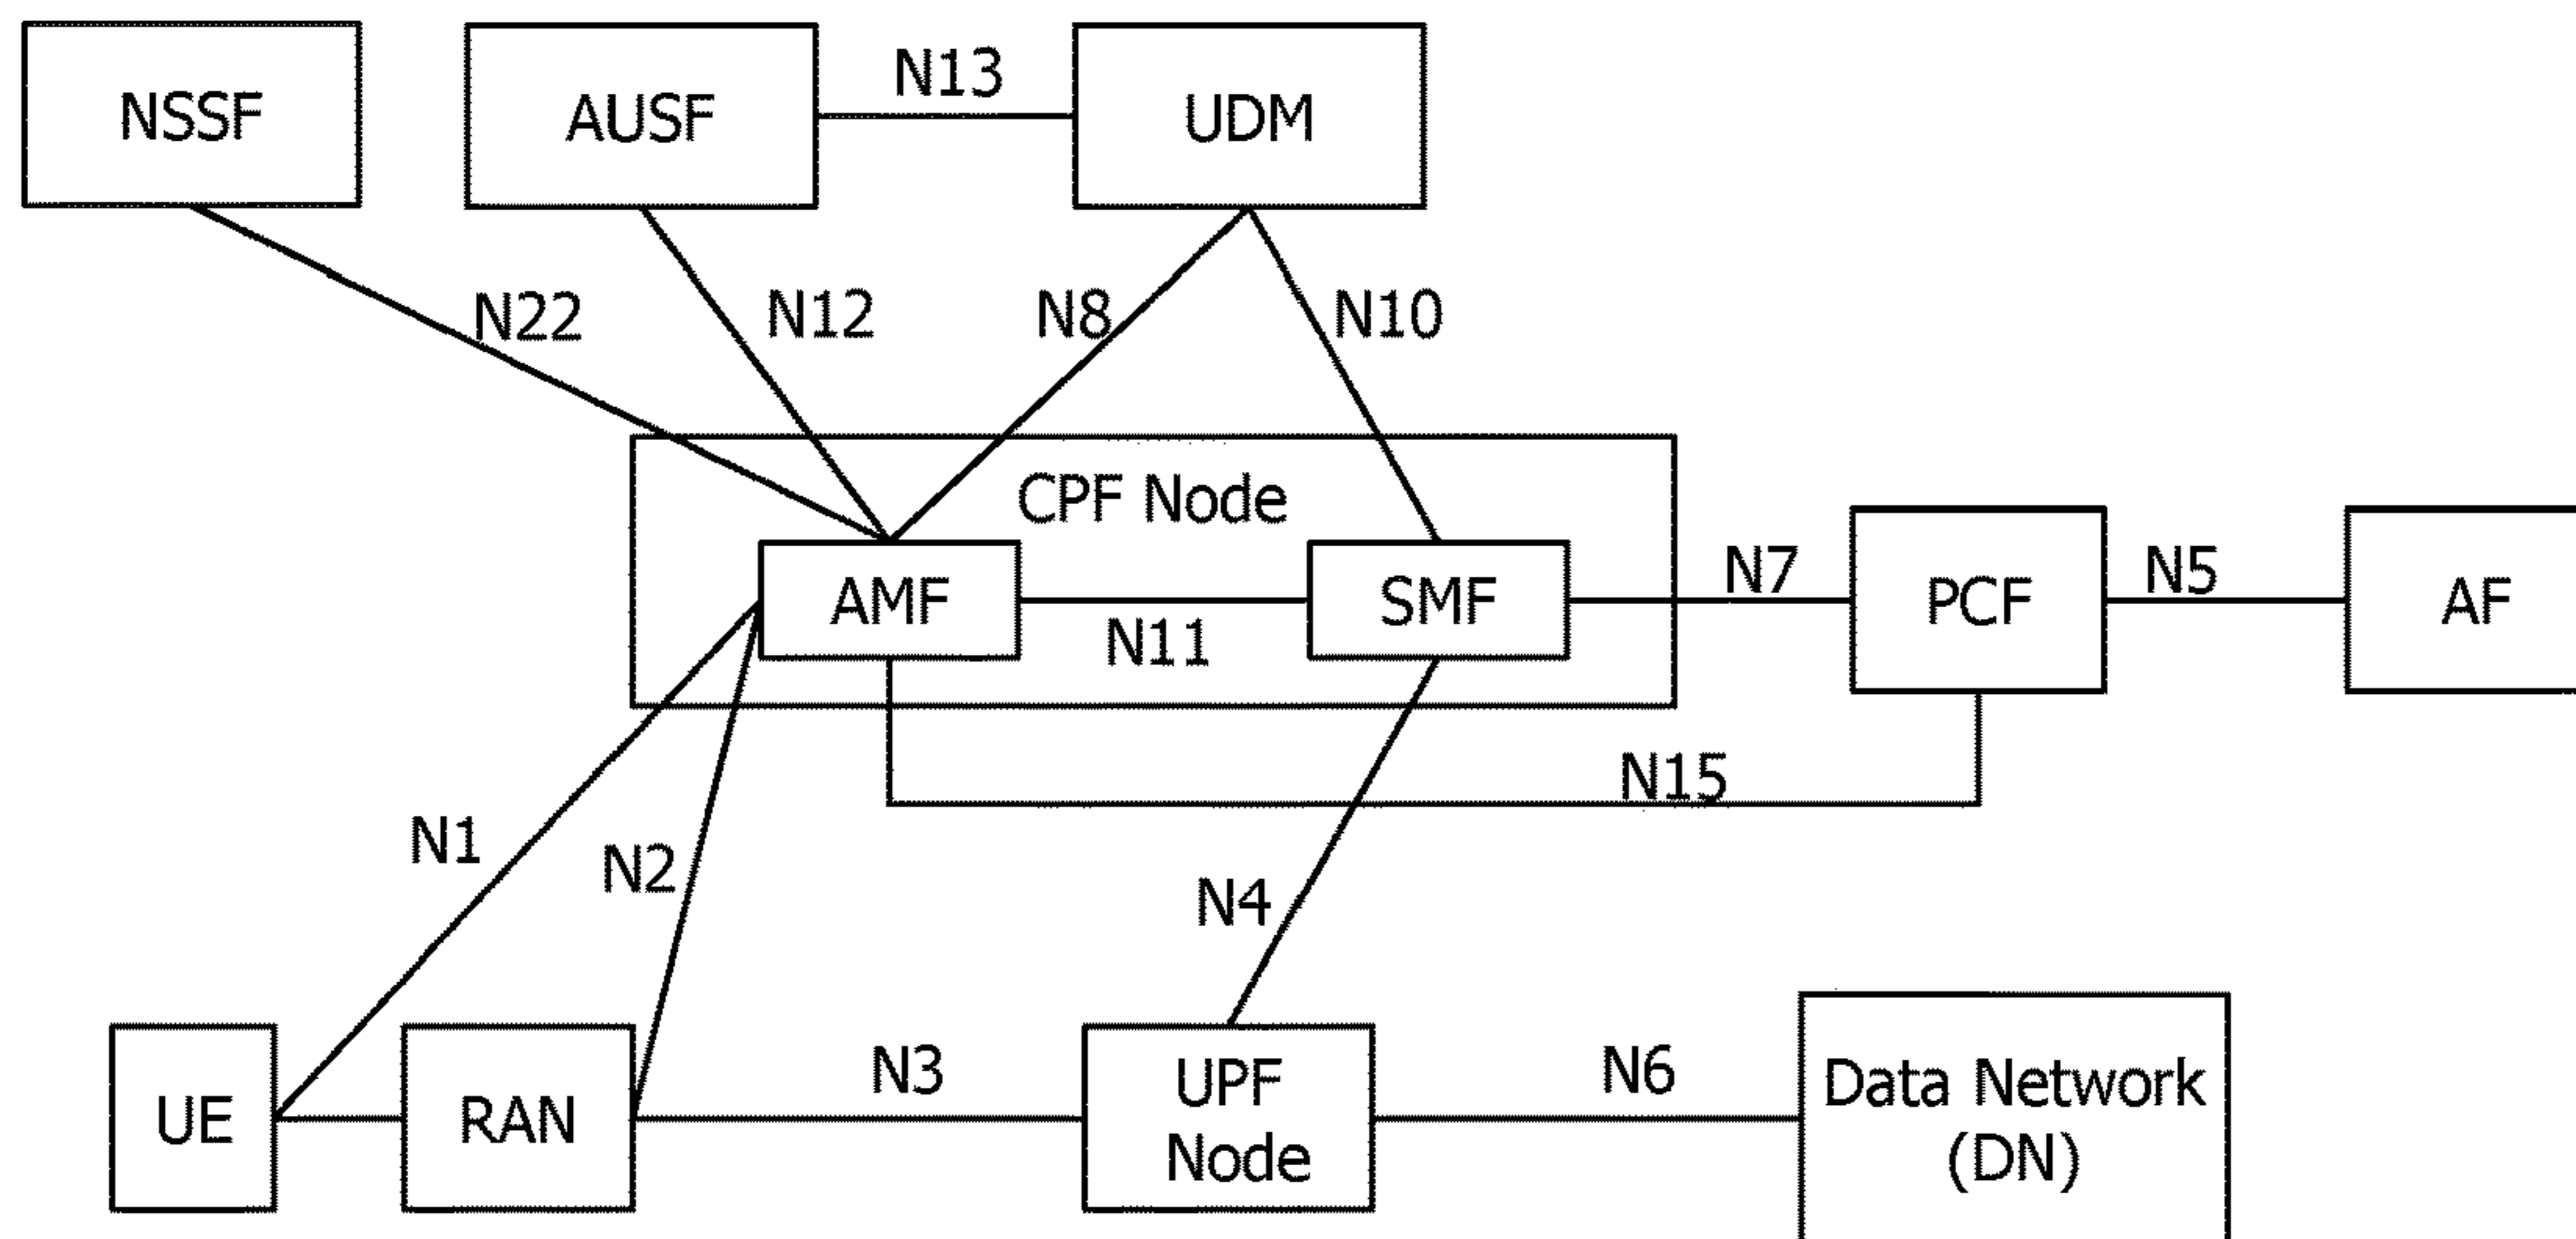 NSSF
AUSF
N13
UDM
N22
N12
N8
N10
CPF Node
AMF
N11
SMF
N7
PCF
N5
AF
N15
N1
N2
N4
UE
RAN
N3
UPF
Node
N6
Data Network
(DN)